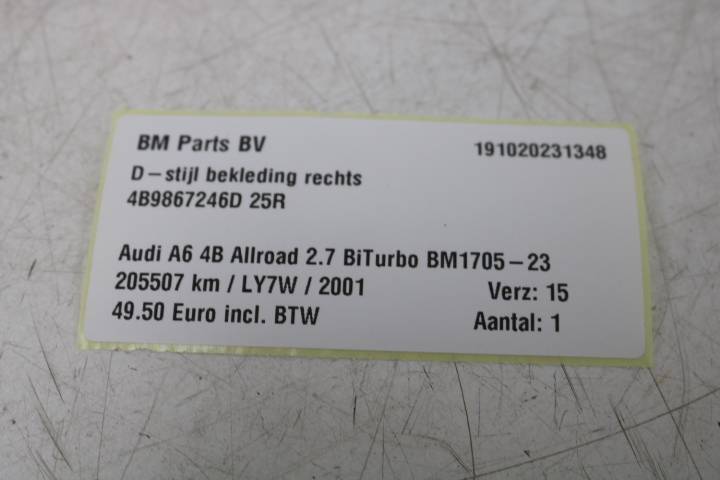 BM Parts BV 191020231348
D-stijl bekleding rechts
4B9867246D 25R
Audi A6 4B Allroad 2.7 BiTurbo BM1705-23
205507 km / LY7W / 2001 Verz: 15
49.50 Euro incl. BTW Aantal: 1